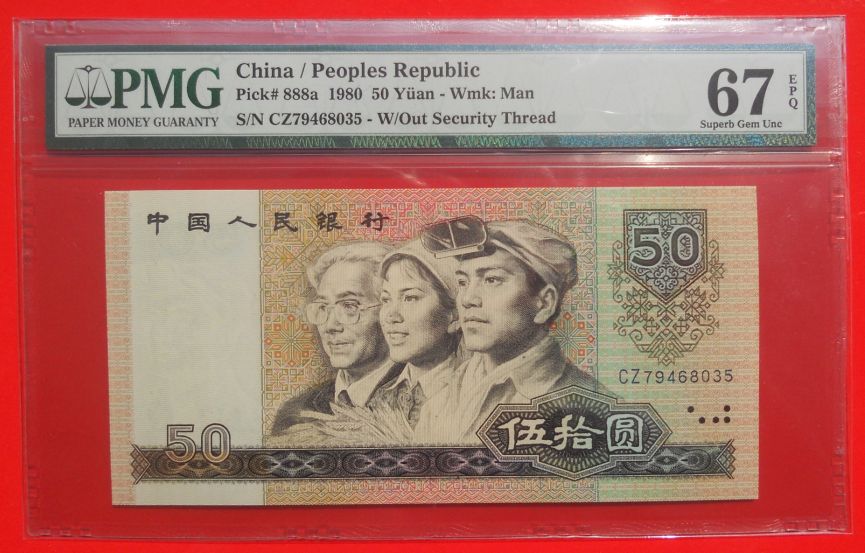 PMG
PAPER MONEY GUARANTY
China / Peoples Republic
Pick# 888a 1980 50 Yüan - Wmk: Man
S/N CZ79468035 - W/Out Security Thread
67
EPQ
Superb Gem Unc
中国人民银行
50
CZ79468035
50
伍拾圆